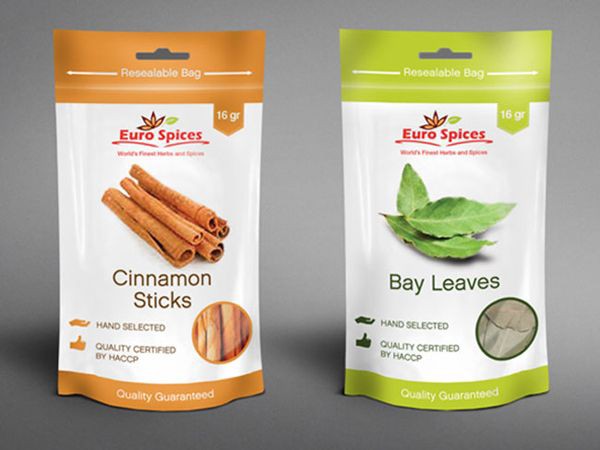 Resealable Bag
16 gr
Euro Spices
World's Finest Herbs and Spices
Cinnamon
Sticks
HAND SELECTED
QUALITY CERTIFIED
BY HACCP
Quality Guaranteed
Resealable Bag
16 gr
Euro Spices
World's Finest Herbs and Spices
Bay Leaves
HAND SELECTED
QUALITY CERTIFIED
BY HACCP
Quality Guaranteed